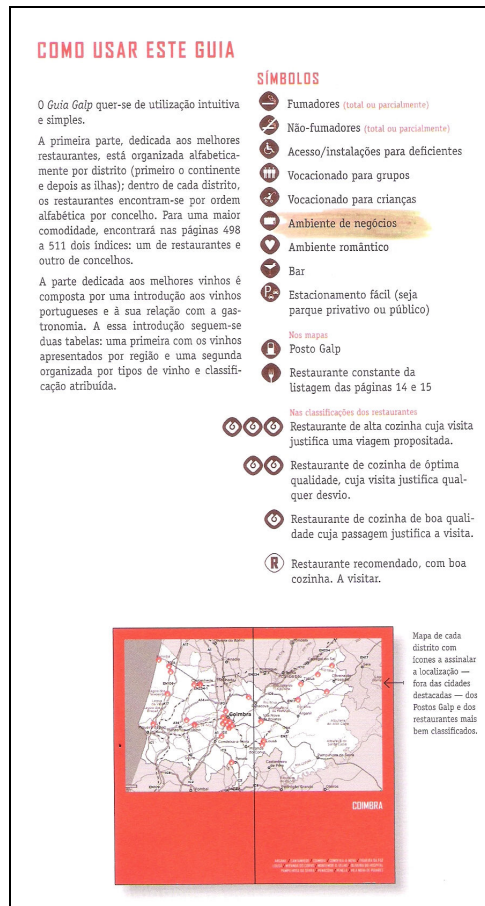 COMO USAR ESTE GUIA
O Guia Galp quer-se de utilização intuitiva
e simples.
A primeira parte, dedicada aos melhores
restaurantes, está organizada alfabetica-
mente por distrito (primeiro o continente
e depois as ilhas); dentro de cada distrito,
os restaurantes encontram-se por ordem
alfabética por concelho. Para uma maior
comodidade, encontrará nas páginas 498
a 511 dois índices: um de restaurantes e
outro de concelhos.
A parte dedicada aos melhores vinhos é
composta por uma introdução aos vinhos
portugueses e à sua relação com a gas-
tronomia. A essa introdução seguem-se
duas tabelas: uma primeira com os vinhos
apresentados por região e uma segunda
organizada por tipos de vinho e classifi-
cação atribuída.
SÍMBOLOS
Fumadores (total ou parcialmente)
Não-fumadores (total ou parcialmente)
Acesso/instalações para deficientes
Vocacionado para grupos
Vocacionado para crianças
Ambiente de negócios
Ambiente romântico
Bar
P Estacionamento fácil (seja
parque privativo ou público)
Nos mapas
Posto Galp
Restaurante constante da
listagem das páginas 14 e 15
Nas classificações dos restaurantes
Restaurante de alta cozinha cuja visita
justifica uma viagem propositada.
Restaurante de cozinha de óptima
qualidade, cuja visita justifica qual-
quer desvio.
Restaurante de cozinha de boa quali-
dade cuja passagem justifica a visita.
R Restaurante recomendado, com boa
cozinha. A visitar.
Mapa de cada
distrito com
ícones a assinalar
a localização —
fora das cidades
destacadas — dos
Postos Galp e dos
restaurantes mais
bem classificados.
Coimbra
COIMBRA